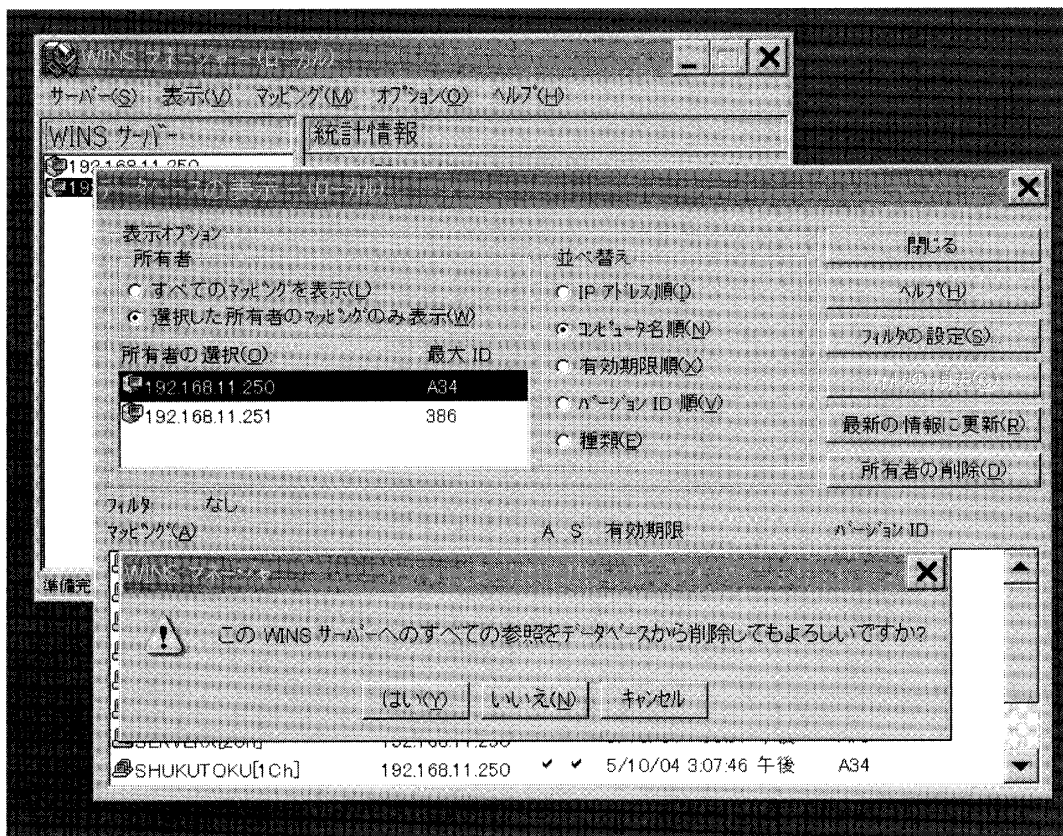 WINS マネージャー - (ローカル)
サーバー(S) 表示(V) マッピング(M) オプション(O) ヘルプ(H)
WINS サーバー 統計情報
192.168.11.250
データベースの表示 - (ローカル)
表示オプション
所有者
すべてのマッピングを表示(L)
選択した所有者のマッピングのみ表示(W)
所有者の選択(O) 最大 ID
192.168.11.250 A34
192.168.11.251 386
並べ替え
IP アドレス順(I)
コンピュータ名順(N)
有効期限順(X)
バージョン ID 順(V)
種類(E)
閉じる
ヘルプ(H)
フィルタの設定(S)
最新の情報に更新(R)
所有者の削除(D)
フィルタ なし
マッピング(A) A S 有効期限 バージョン ID
準備完
WINS マネージャ
この WINS サーバーへのすべての参照をデータベースから削除してもよろしいですか?
はい(Y) いいえ(N) キャンセル
SHUKUTOKU[1Ch] 192.168.11.250 ✓ ✓ 5/10/04 3:07:46 午後 A34